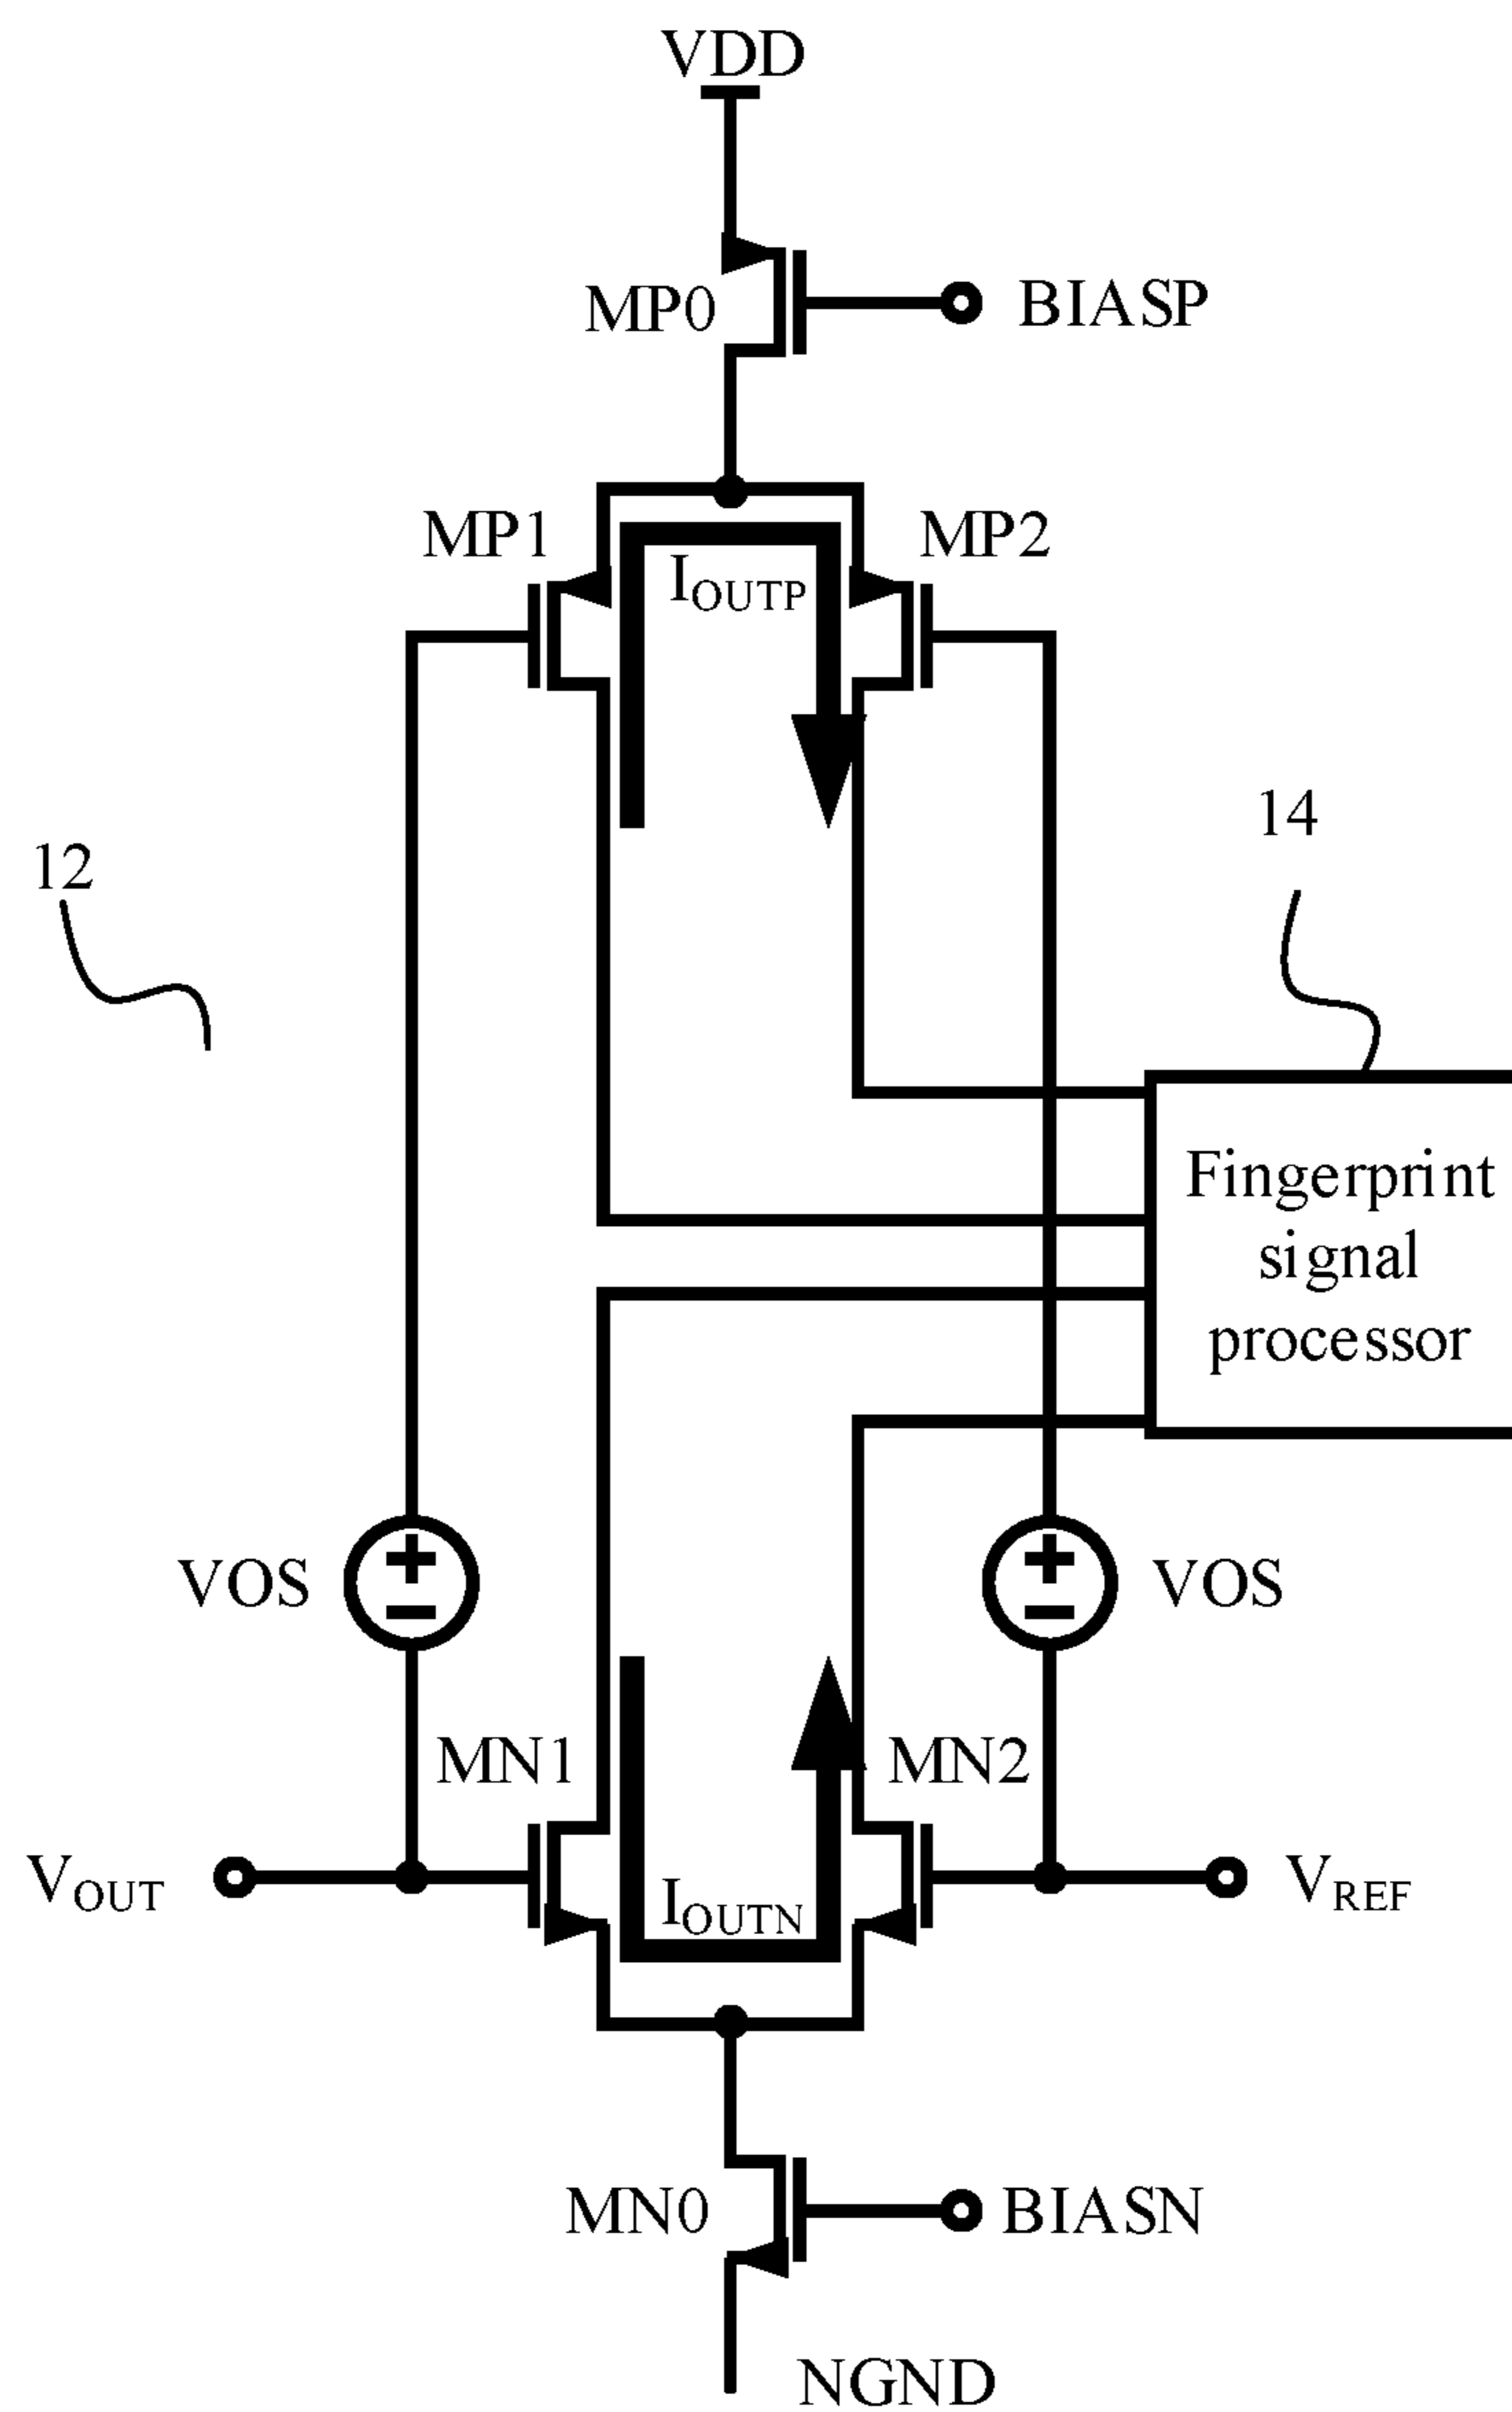 VDD
MP0
BIASP
MP1
MP2
IOUTP
14
12
Fingerprint
signal
processor
VOS
VOS
MN1
MN2
VOUT
IOUTN
VREF
MN0
BIASN
NGND